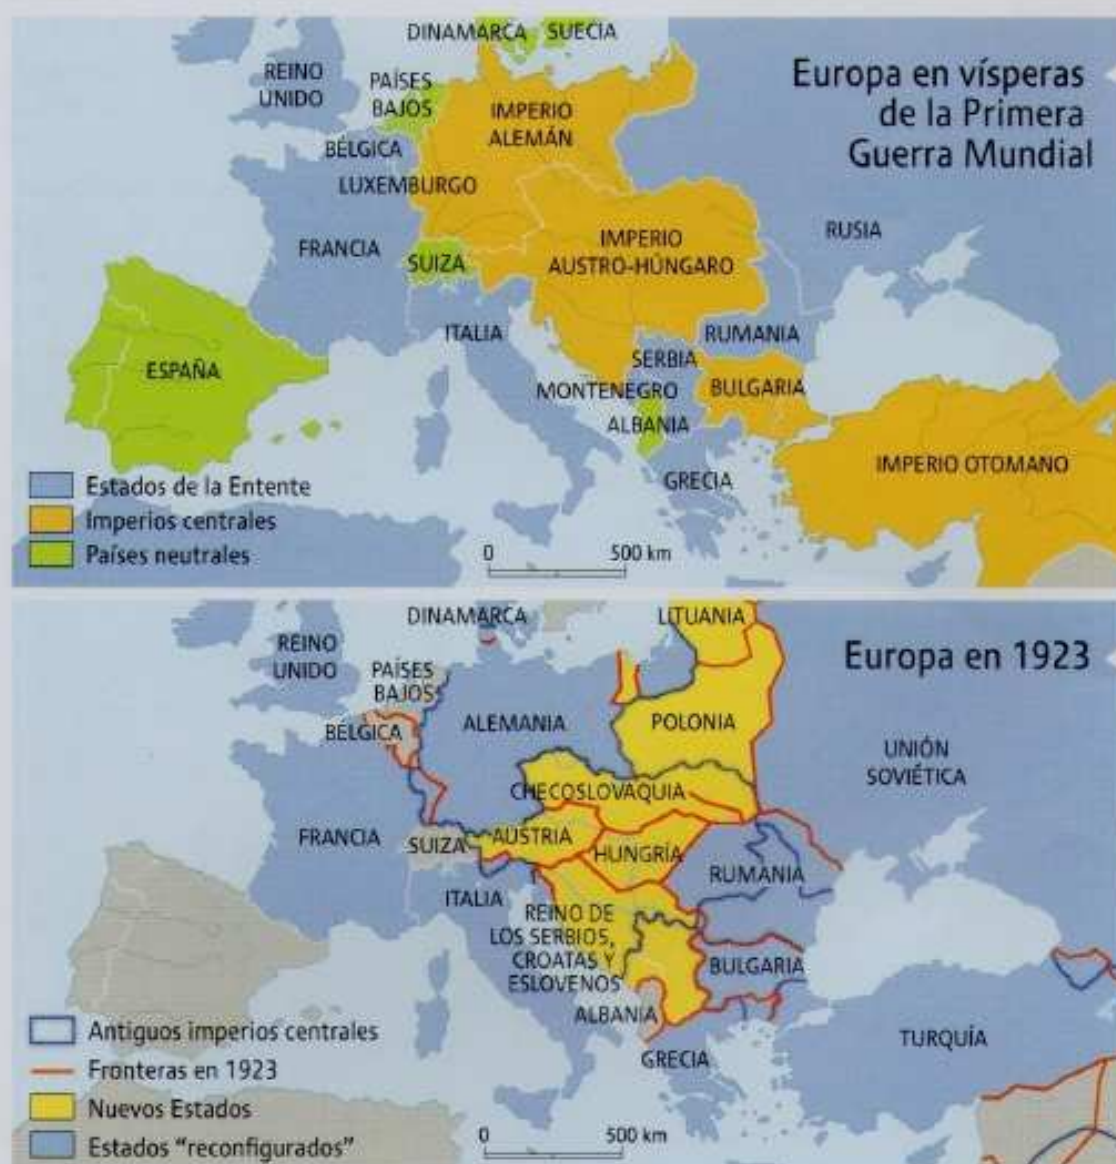 DINAMARCA
SUECIA
REINO
UNIDO
PAÍSES
BAJOS
IMPERIO
ALEMÁN
Europa en vísperas
de la Primera
Guerra Mundial
BÉLGICA
LUXEMBURGO
FRANCIA
SUIZA
IMPERIO
AUSTRO-HÚNGARO
RUSIA
ITALIA
RUMANIA
SERBIA
ESPAÑA
MONTENEGRO
BULGARIA
ALBANIA
IMPERIO OTOMANO
GRECIA
Estados de la Entente
Imperios centrales
Países neutrales
0 500 km
DINAMARCA
LITUANIA
REINO
UNIDO
Europa en 1923
PAÍSES
BAJOS
BÉLGICA
ALEMANIA
POLONIA
UNIÓN
SOVIÉTICA
CHECOSLOVAQUIA
FRANCIA
SUIZA
AUSTRIA
HUNGRÍA
RUMANIA
ITALIA
REINO DE
LOS SERBIOS,
CROATAS Y
ESLOVENOS
BULGARIA
ALBANIA
GRECIA
TURQUÍA
Antiguos imperios centrales
Fronteras en 1923
Nuevos Estados
Estados "reconfigurados"
0 500 km